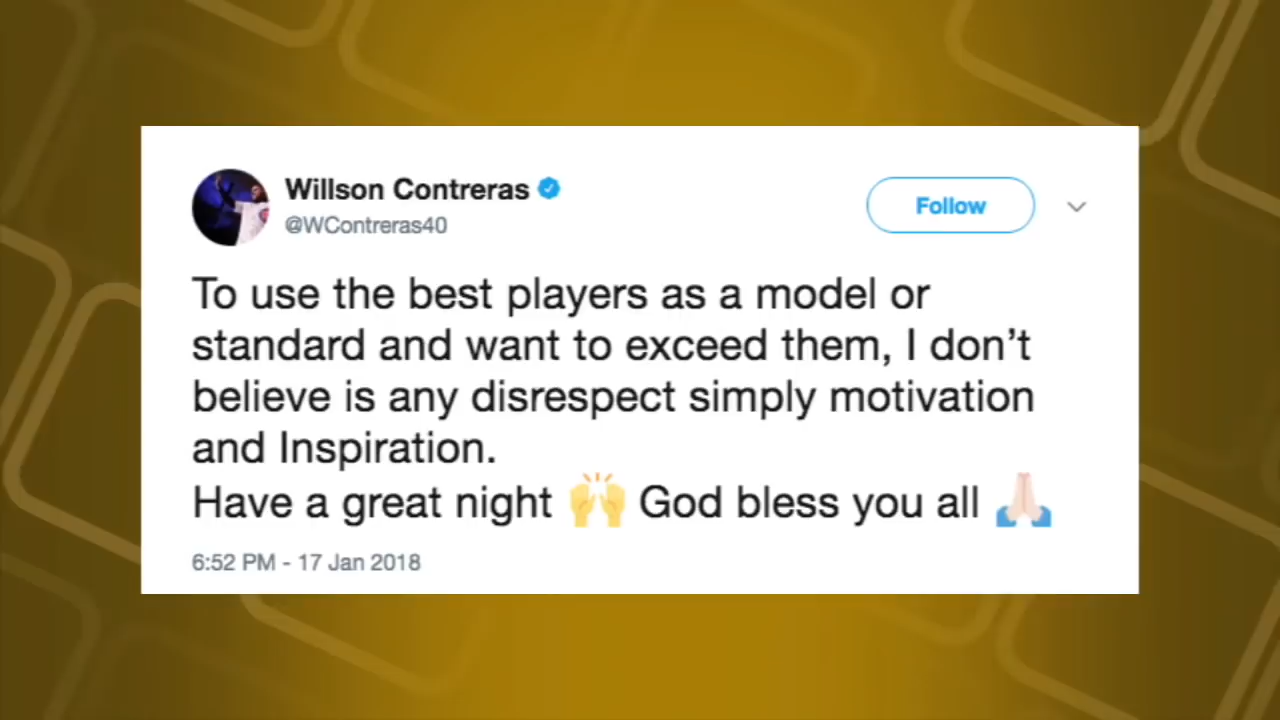 Willson Contreras
@WContreras40
Follow
To use the best players as a model or
standard and want to exceed them, I don’t
believe is any disrespect simply motivation
and Inspiration.
Have a great night 🙌 God bless you all 🙏🏻
6:52 PM - 17 Jan 2018